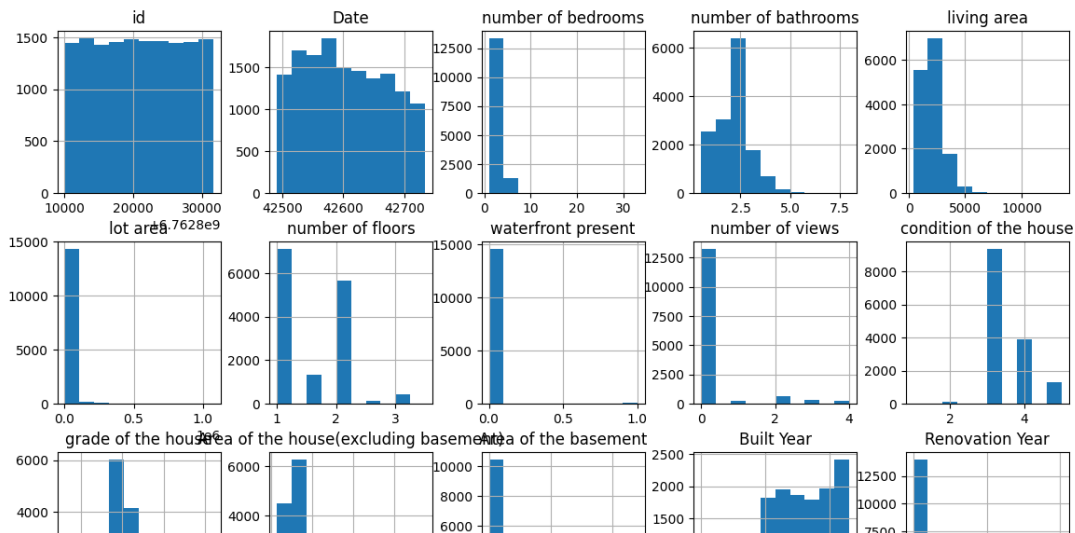 id Date number of bedrooms number of bathrooms living area
1500 1000 500 0
1500 1000 500 0
12500 10000 7500 5000 2500 0
6000 4000 2000 0
6000 4000 2000 0
10000 20000 30000 42500 42600 42700 0 10 20 30 2.5 5.0 7.5 0 5000 10000
+6.7628e9
lot area number of floors waterfront present number of views condition of the house
15000 10000 5000 0
6000 4000 2000 0
15000 10000 5000 0
12500 10000 7500 5000 2500 0
8000 6000 4000 2000 0
0.0 0.5 1.0 1 2 3 0.0 0.5 1.0 0 2 4 2 4
grade of the house Area of the house(excluding basement) Area of the basement Built Year Renovation Year
6000 4000
6000 4000
10000 8000 6000
2500 2000 1500
12500 10000 7500